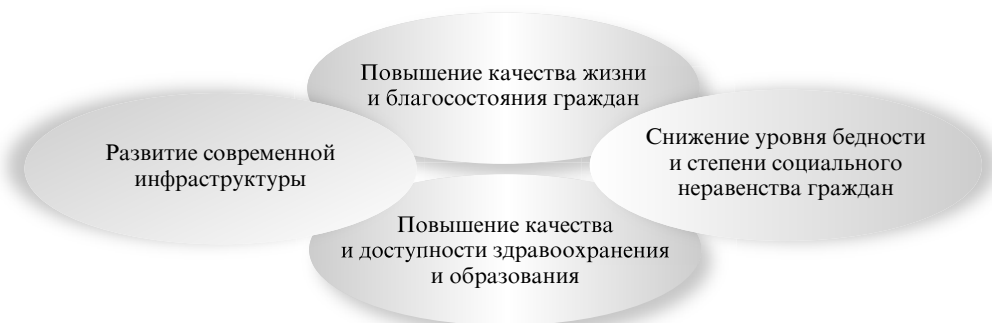 Повышение качества жизни
и благосостояния граждан
Развитие современной
инфраструктуры
Снижение уровня бедности
и степени социального
неравенства граждан
Повышение качества
и доступности здравоохранения
и образования